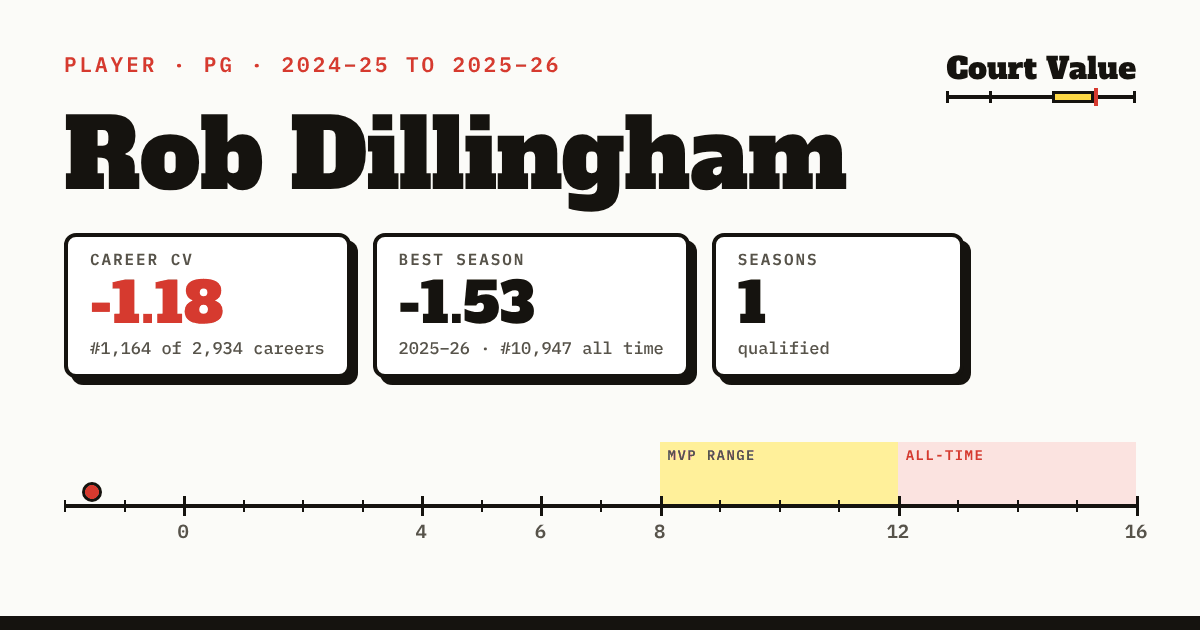 PLAYER · PG · 2024–25 TO 2025–26
Court Value
Rob Dillingham
CAREER CV
-1.18
#1,164 of 2,934 careers
BEST SEASON
-1.53
2025–26 · #10,947 all time
SEASONS
1
qualified
MVP RANGE
ALL-TIME
0 4 6 8 12 16